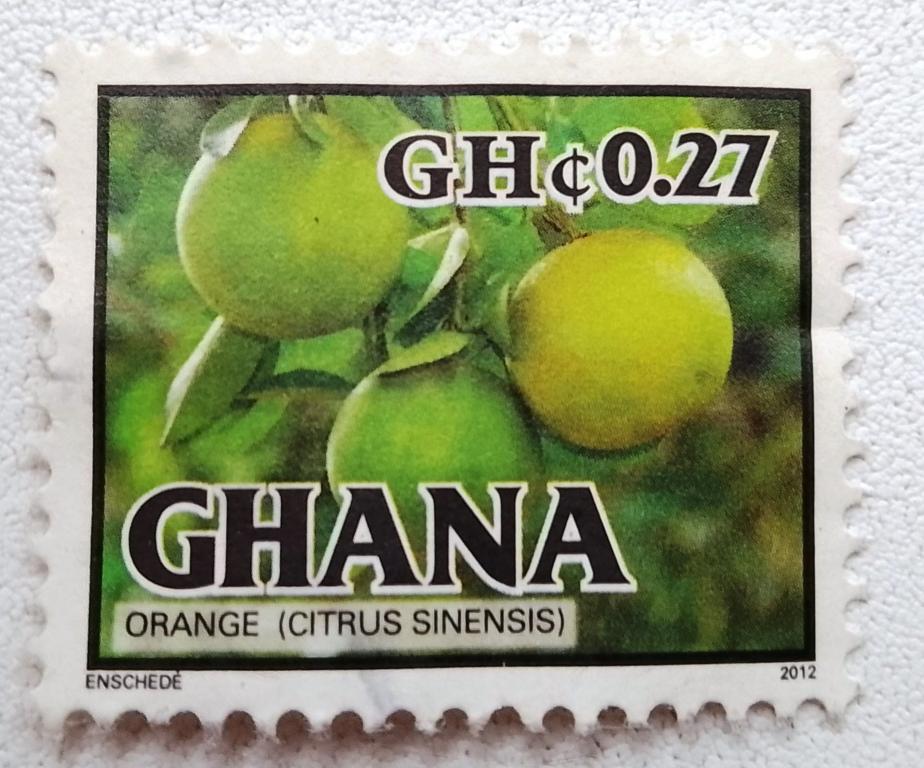 GH¢0.27
GHANA
ORANGE (CITRUS SINENSIS)
ENSCHEDÉ
2012